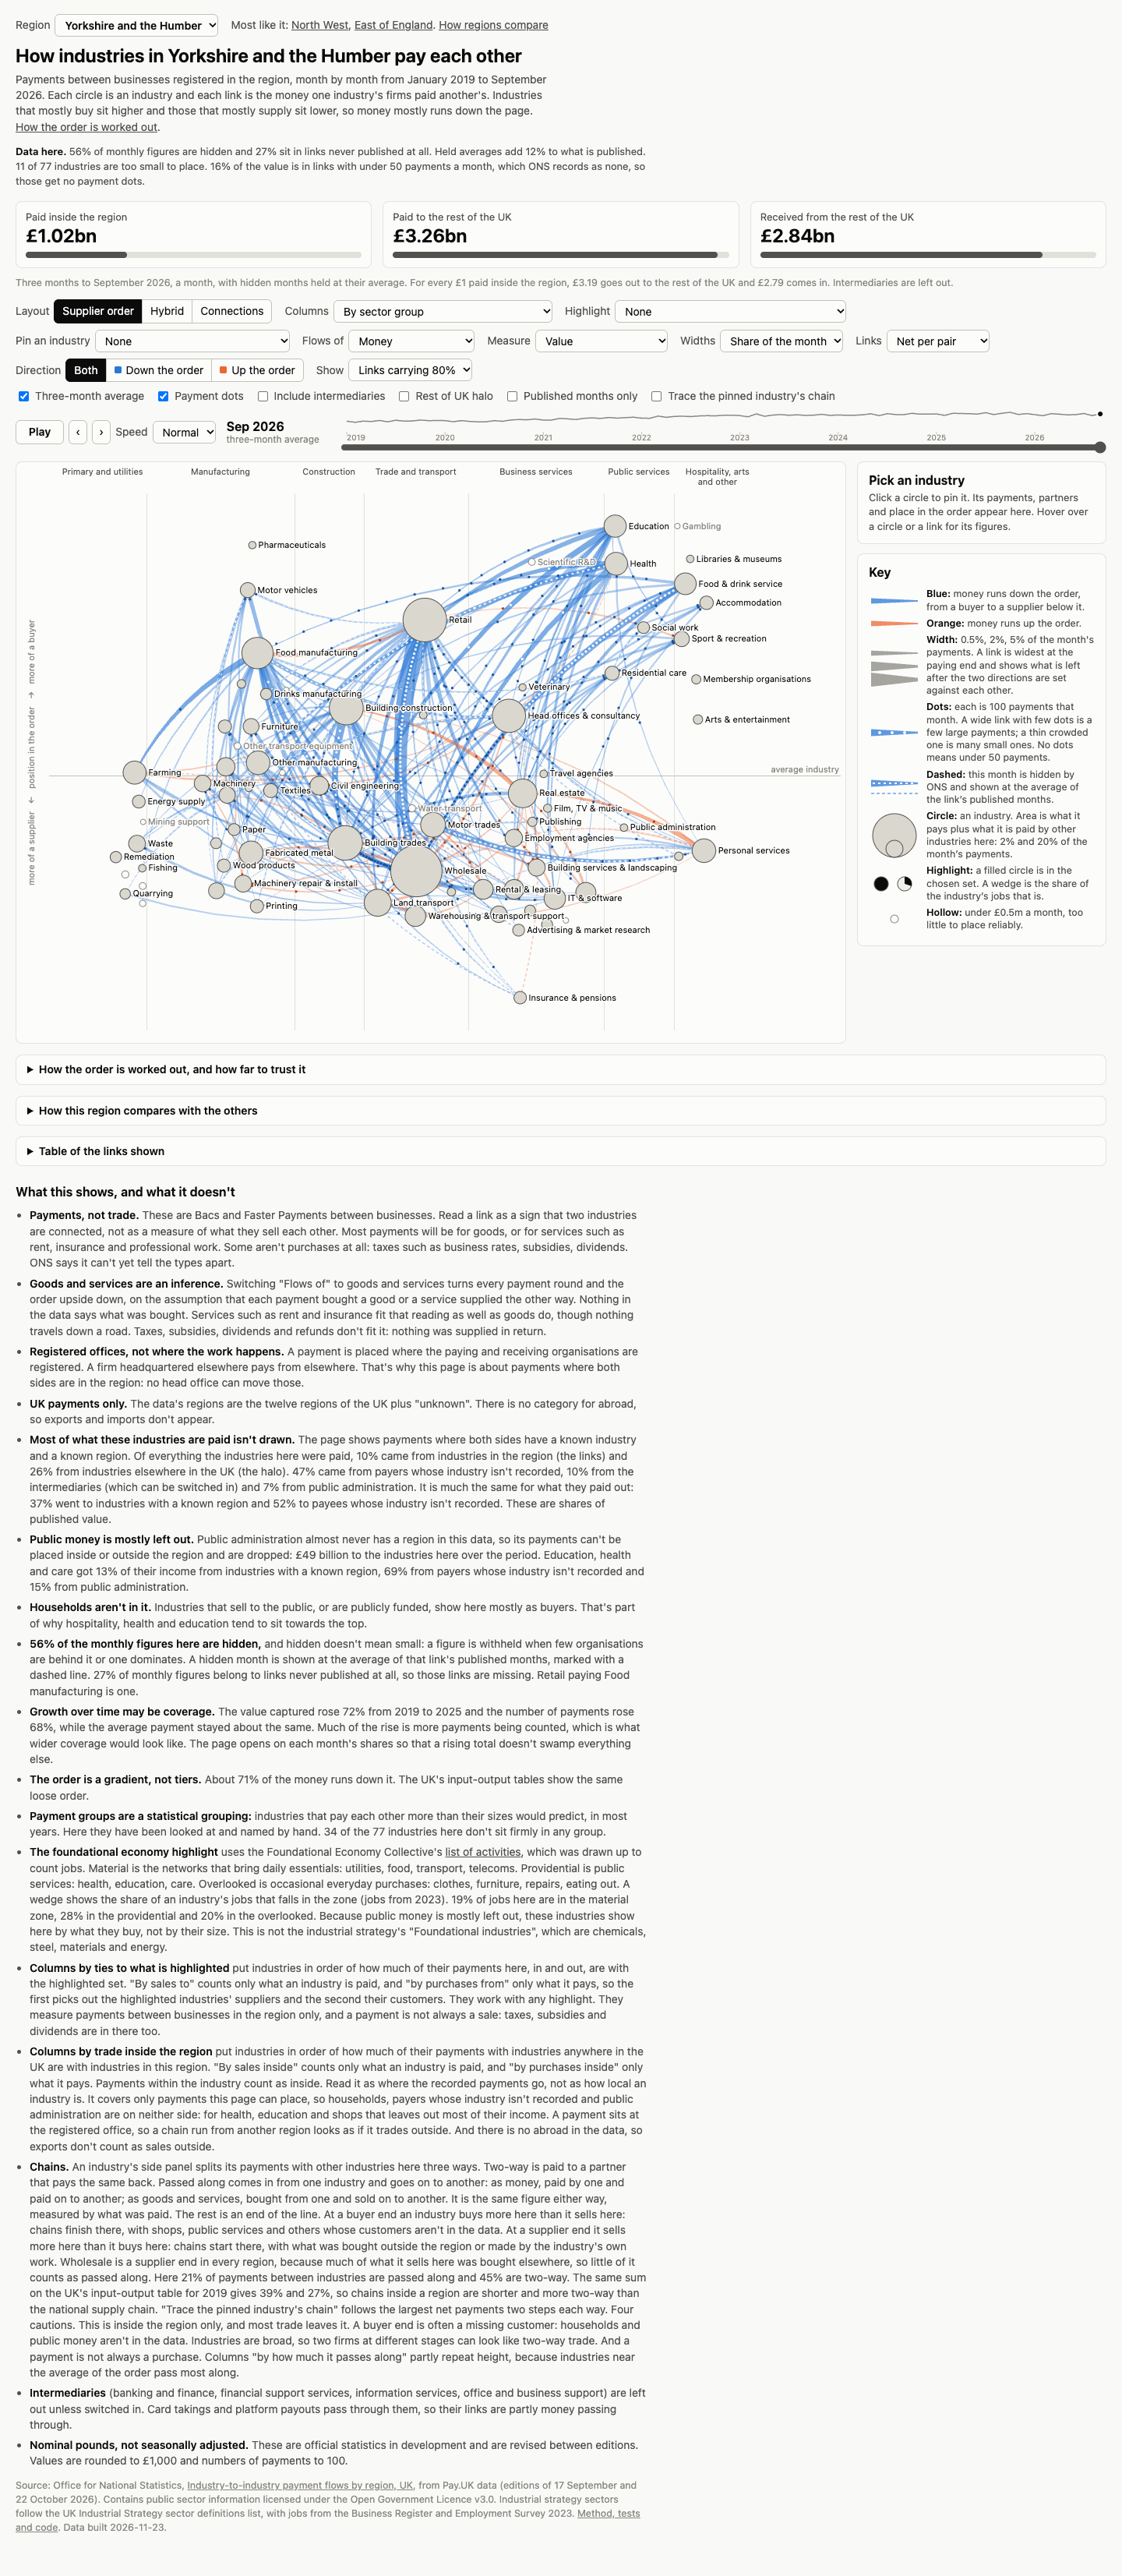 Region Yorkshire and the Humber Most like it: North West, East of England. How regions compare
How industries in Yorkshire and the Humber pay each other
Payments between businesses registered in the region, month by month from January 2019 to September
2026. Each circle is an industry and each link is the money one industry's firms paid another's. Industries
that mostly buy sit higher and those that mostly supply sit lower, so money mostly runs down the page.
How the order is worked out.
Data here. 56% of monthly figures are hidden and 27% sit in links never published at all. Held averages add 12% to what is published.
11 of 77 industries are too small to place. 16% of the value is in links with under 50 payments a month, which ONS records as none, so
those get no payment dots.
Paid inside the region
£1.02bn
Paid to the rest of the UK
£3.26bn
Received from the rest of the UK
£2.84bn
Three months to September 2026, a month, with hidden months held at their average. For every £1 paid inside the region, £3.19 goes out to the rest of the UK and £2.79 comes in. Intermediaries are left out.
Layout Supplier order Hybrid Connections Columns By sector group Highlight None
Pin an industry None Flows of Money Measure Value Widths Share of the month Links Net per pair
Direction Both Down the order Up the order Show Links carrying 80%
Three-month average Payment dots Include intermediaries Rest of UK halo Published months only Trace the pinned industry's chain
Play ‹ › Speed Normal Sep 2026
three-month average
2019 2020 2021 2022 2023 2024 2025 2026
Primary and utilities Manufacturing Construction Trade and transport Business services Public services Hospitality, arts
and other
more of a supplier ← position in the order → more of a buyer
Education
Gambling
Pharmaceuticals
Libraries & museums
Scientific R&D
Health
Food & drink service
Motor vehicles
Accommodation
Retail
Social work
Sport & recreation
Food manufacturing
Residential care
Membership organisations
Veterinary
Drinks manufacturing
Building construction
Head offices & consultancy
Arts & entertainment
Furniture
Other transport equipment
Other manufacturing
average industry
Farming
Travel agencies
Machinery
Civil engineering
Textiles
Real estate
Energy supply
Water transport
Film, TV & music
Mining support
Publishing
Motor trades
Public administration
Paper
Employment agencies
Waste
Building trades
Personal services
Fabricated metal
Remediation
Wood products
Fishing
Wholesale
Building services & landscaping
Machinery repair & install
Rental & leasing
Quarrying
IT & software
Land transport
Printing
Warehousing & transport support
Advertising & market research
Insurance & pensions
Pick an industry
Click a circle to pin it. Its payments, partners
and place in the order appear here. Hover over
a circle or a link for its figures.
Key
Blue: money runs down the order,
from a buyer to a supplier below it.
Orange: money runs up the order.
Width: 0.5%, 2%, 5% of the month's
payments. A link is widest at the
paying end and shows what is left
after the two directions are set
against each other.
Dots: each is 100 payments that
month. A wide link with few dots is a
few large payments; a thin crowded
one is many small ones. No dots
means under 50 payments.
Dashed: this month is hidden by
ONS and shown at the average of
the link's published months.
Circle: an industry. Area is what it
pays plus what it is paid by other
industries here: 2% and 20% of the
month's payments.
Highlight: a filled circle is in the
chosen set. A wedge is the share of
the industry's jobs that is.
Hollow: under £0.5m a month, too
little to place reliably.
How the order is worked out, and how far to trust it
How this region compares with the others
Table of the links shown
What this shows, and what it doesn't
Payments, not trade. These are Bacs and Faster Payments between businesses. Read a link as a sign that two industries
are connected, not as a measure of what they sell each other. Most payments will be for goods, or for services such as
rent, insurance and professional work. Some aren't purchases at all: taxes such as business rates, subsidies, dividends.
ONS says it can't yet tell the types apart.
Goods and services are an inference. Switching "Flows of" to goods and services turns every payment round and the
order upside down, on the assumption that each payment bought a good or a service supplied the other way. Nothing in
the data says what was bought. Services such as rent and insurance fit that reading as well as goods do, though nothing
travels down a road. Taxes, subsidies, dividends and refunds don't fit it: nothing was supplied in return.
Registered offices, not where the work happens. A payment is placed where the paying and receiving organisations are
registered. A firm headquartered elsewhere pays from elsewhere. That's why this page is about payments where both
sides are in the region: no head office can move those.
UK payments only. The data's regions are the twelve regions of the UK plus "unknown". There is no category for abroad,
so exports and imports don't appear.
Most of what these industries are paid isn't drawn. The page shows payments where both sides have a known industry
and a known region. Of everything the industries here were paid, 10% came from industries in the region (the links) and
26% from industries elsewhere in the UK (the halo). 47% came from payers whose industry isn't recorded, 10% from the
intermediaries (which can be switched in) and 7% from public administration. It is much the same for what they paid out:
37% went to industries with a known region and 52% to payees whose industry isn't recorded. These are shares of
published value.
Public money is mostly left out. Public administration almost never has a region in this data, so its payments can't be
placed inside or outside the region and are dropped: £49 billion to the industries here over the period. Education, health
and care got 13% of their income from industries with a known region, 69% from payers whose industry isn't recorded and
15% from public administration.
Households aren't in it. Industries that sell to the public, or are publicly funded, show here mostly as buyers. That's part
of why hospitality, health and education tend to sit towards the top.
56% of the monthly figures here are hidden, and hidden doesn't mean small: a figure is withheld when few organisations
are behind it or one dominates. A hidden month is shown at the average of that link's published months, marked with a
dashed line. 27% of monthly figures belong to links never published at all, so those links are missing. Retail paying Food
manufacturing is one.
Growth over time may be coverage. The value captured rose 72% from 2019 to 2025 and the number of payments rose
68%, while the average payment stayed about the same. Much of the rise is more payments being counted, which is what
wider coverage would look like. The page opens on each month's shares so that a rising total doesn't swamp everything
else.
The order is a gradient, not tiers. About 71% of the money runs down it. The UK's input-output tables show the same
loose order.
Payment groups are a statistical grouping: industries that pay each other more than their sizes would predict, in most
years. Here they have been looked at and named by hand. 34 of the 77 industries here don't sit firmly in any group.
The foundational economy highlight uses the Foundational Economy Collective's list of activities, which was drawn up to
count jobs. Material is the networks that bring daily essentials: utilities, food, transport, telecoms. Providential is public
services: health, education, care. Overlooked is occasional everyday purchases: clothes, furniture, repairs, eating out. A
wedge shows the share of an industry's jobs that falls in the zone (jobs from 2023). 19% of jobs here are in the material
zone, 28% in the providential and 20% in the overlooked. Because public money is mostly left out, these industries show
here by what they buy, not by their size. This is not the industrial strategy's "Foundational industries", which are chemicals,
steel, materials and energy.
Columns by ties to what is highlighted put industries in order of how much of their payments here, in and out, are with
the highlighted set. "By sales to" counts only what an industry is paid, and "by purchases from" only what it pays, so the
first picks out the highlighted industries' suppliers and the second their customers. They work with any highlight. They
measure payments between businesses in the region only, and a payment is not always a sale: taxes, subsidies and
dividends are in there too.
Columns by trade inside the region put industries in order of how much of their payments with industries anywhere in the
UK are with industries in this region. "By sales inside" counts only what an industry is paid, and "by purchases inside" only
what it pays. Payments within the industry count as inside. Read it as where the recorded payments go, not as how local an
industry is. It covers only payments this page can place, so households, payers whose industry isn't recorded and public
administration are on neither side: for health, education and shops that leaves out most of their income. A payment sits at
the registered office, so a chain run from another region looks as if it trades outside. And there is no abroad in the data, so
exports don't count as sales outside.
Chains. An industry's side panel splits its payments with other industries here three ways. Two-way is paid to a partner
that pays the same back. Passed along comes in from one industry and goes on to another: as money, paid by one and
paid on to another; as goods and services, bought from one and sold on to another. It is the same figure either way,
measured by what was paid. The rest is an end of the line. At a buyer end an industry buys more here than it sells here:
chains finish there, with shops, public services and others whose customers aren't in the data. At a supplier end it sells
more here than it buys here: chains start there, with what was bought outside the region or made by the industry's own
work. Wholesale is a supplier end in every region, because much of what it sells here was bought elsewhere, so little of it
counts as passed along. Here 21% of payments between industries are passed along and 45% are two-way. The same sum
on the UK's input-output table for 2019 gives 39% and 27%, so chains inside a region are shorter and more two-way than
the national supply chain. "Trace the pinned industry's chain" follows the largest net payments two steps each way. Four
cautions. This is inside the region only, and most trade leaves it. A buyer end is often a missing customer: households and
public money aren't in the data. Industries are broad, so two firms at different stages can look like two-way trade. And a
payment is not always a purchase. Columns "by how much it passes along" partly repeat height, because industries near
the average of the order pass most along.
Intermediaries (banking and finance, financial support services, information services, office and business support) are left
out unless switched in. Card takings and platform payouts pass through them, so their links are partly money passing
through.
Nominal pounds, not seasonally adjusted. These are official statistics in development and are revised between editions.
Values are rounded to £1,000 and numbers of payments to 100.
Source: Office for National Statistics, Industry-to-industry payment flows by region, UK, from Pay.UK data (editions of 17 September and
22 October 2026). Contains public sector information licensed under the Open Government Licence v3.0. Industrial strategy sectors
follow the UK Industrial Strategy sector definitions list, with jobs from the Business Register and Employment Survey 2023. Method, tests
and code. Data built 2026-11-23.